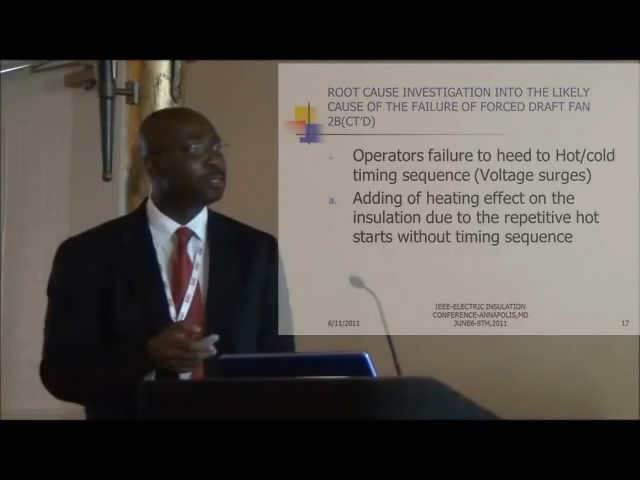 ROOT CAUSE INVESTIGATION INTO THE LIKELY
CAUSE OF THE FAILURE OF FORCED DRAFT FAN
2B(CT'D)
- Operators failure to heed to Hot/cold
timing sequence (Voltage surges)
a. Adding of heating effect on the
insulation due to the repetitive hot
starts without timing sequence
IEEE-ELECTRIC INSULATION
CONFERENCE-ANNAPOLIS,MD
6/11/2011 JUNE6-8TH,2011 17